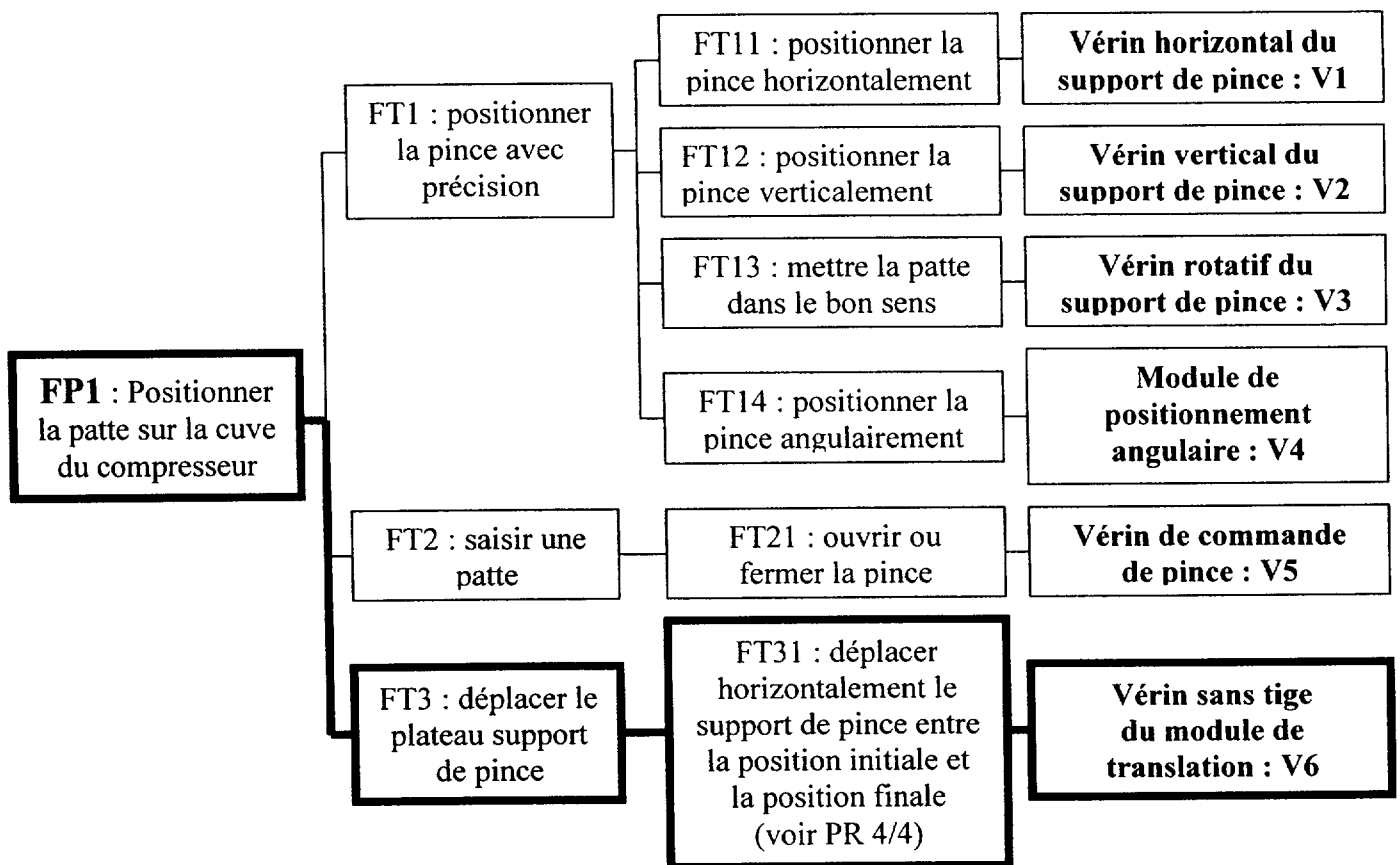 FP1 : Positionner
la patte sur la cuve
du compresseur
FT1 : positionner
la pince avec
précision
FT11 : positionner la
pince horizontalement
Vérin horizontal du
support de pince : V1
FT12 : positionner la
pince verticalement
Vérin vertical du
support de pince : V2
FT13 : mettre la patte
dans le bon sens
Vérin rotatif du
support de pince : V3
FT14 : positionner la
pince angulairement
Module de
positionnement
angulaire : V4
FT2 : saisir une
patte
FT21 : ouvrir ou
fermer la pince
Vérin de commande
de pince : V5
FT3 : déplacer le
plateau support
de pince
FT31 : déplacer
horizontalement le
support de pince entre
la position initiale et
la position finale
(voir PR 4/4)
Vérin sans tige
du module de
translation : V6